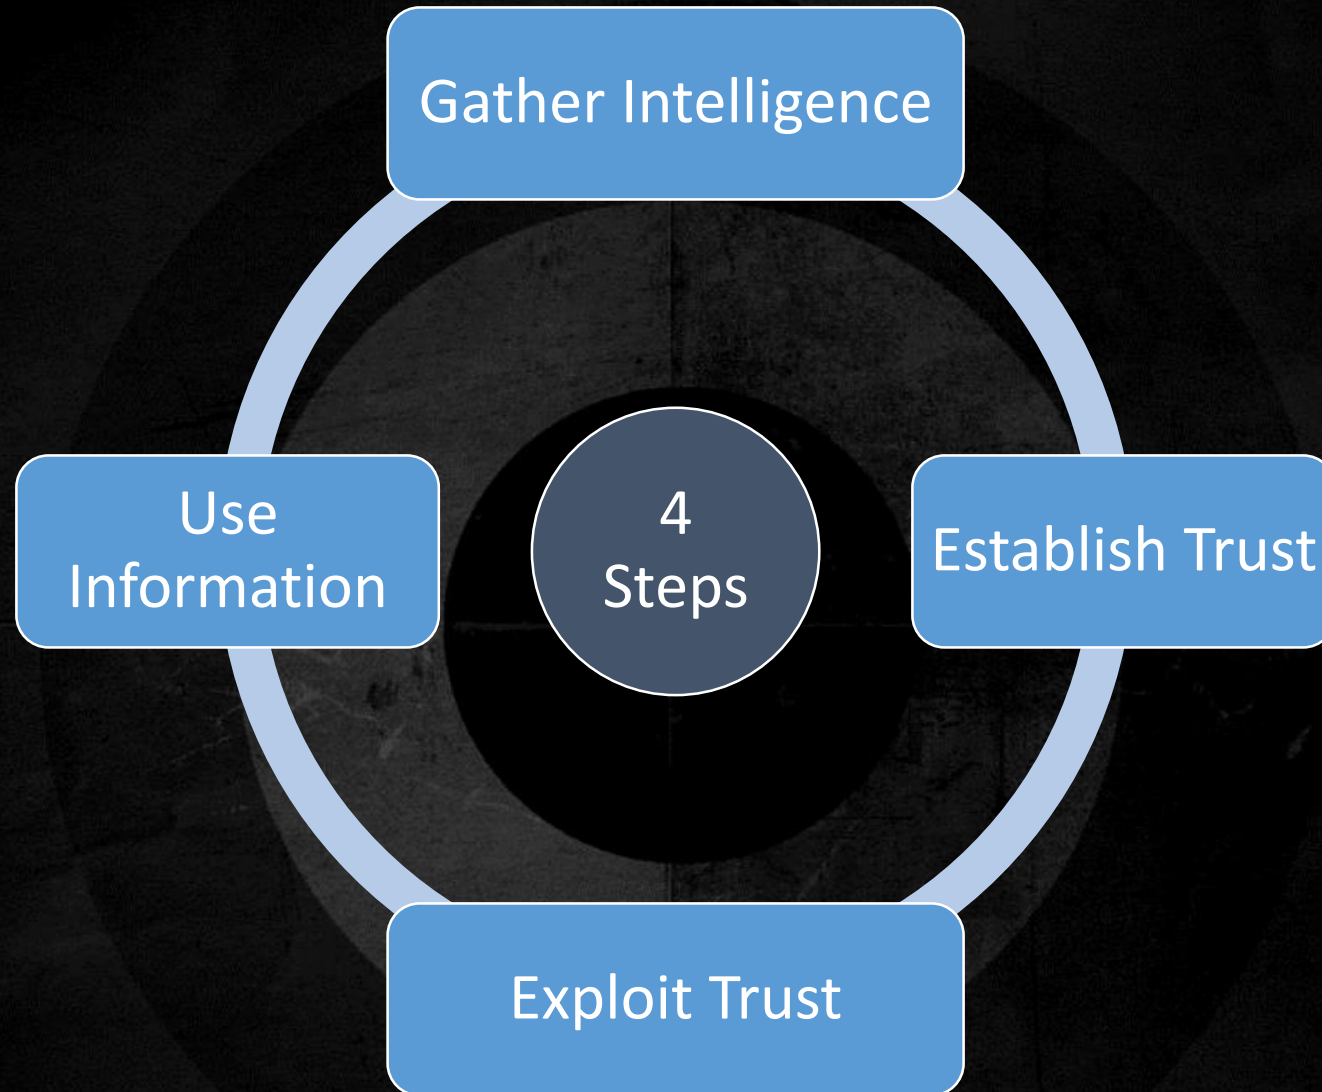 Gather Intelligence
Use
Information
4
Steps
Establish Trust
Exploit Trust